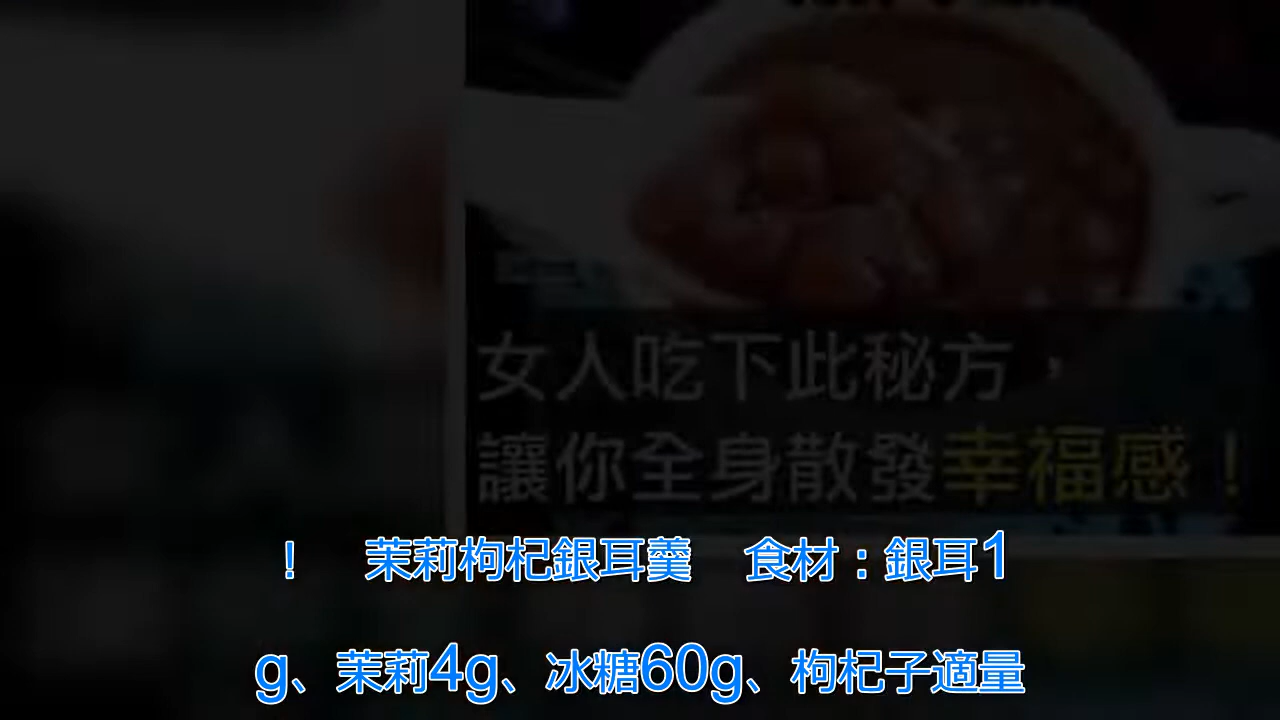 女人吃下此秘方，
讓你全身散發幸福感！
！ 茉莉枸杞銀耳羹 食材：銀耳1
g、茉莉4g、冰糖60g、枸杞子適量